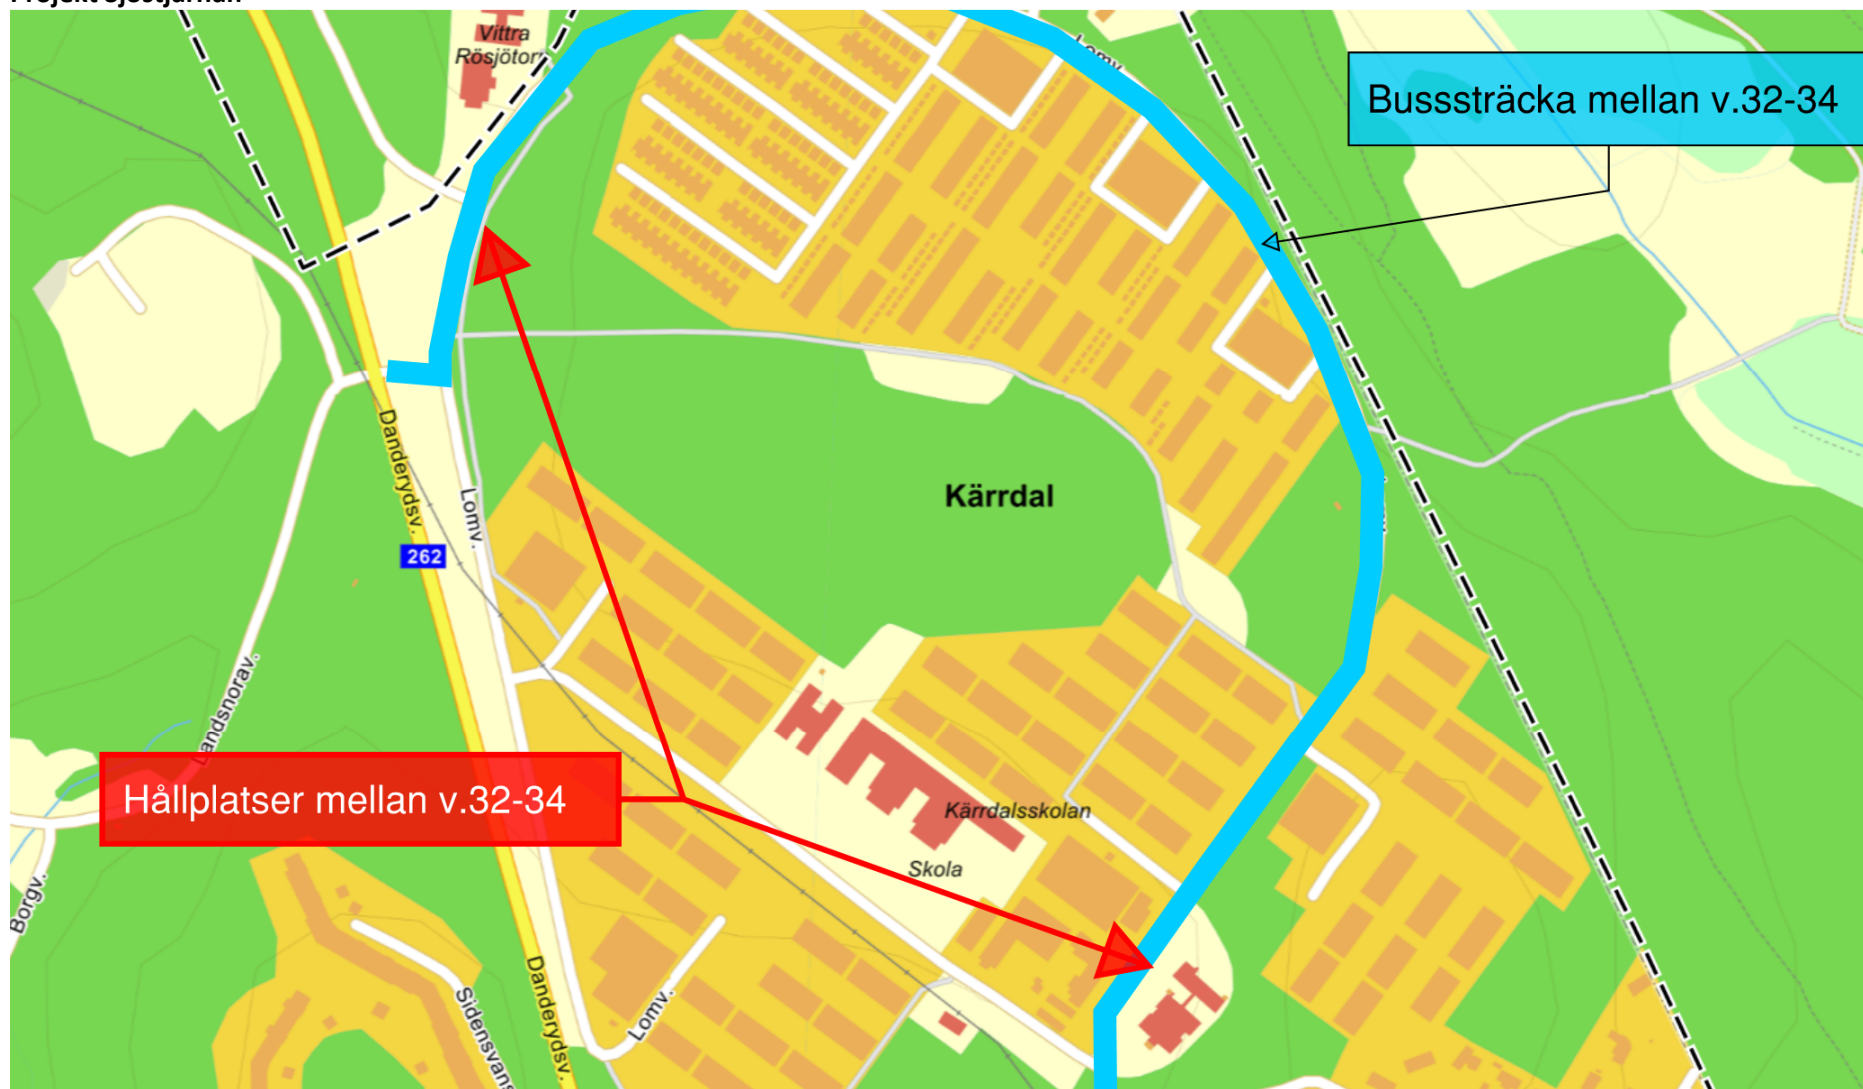 Vittra
Rösjötorp
Lomv.
Busssträcka mellan v.32-34
Danderydsv.
Lomv.
262
Kärrdal
Landsnorav.
Hållplatser mellan v.32-34
Kärrdalsskolan
Skola
Borgv.
Sidensvans
Danderydsv.
Lomv.